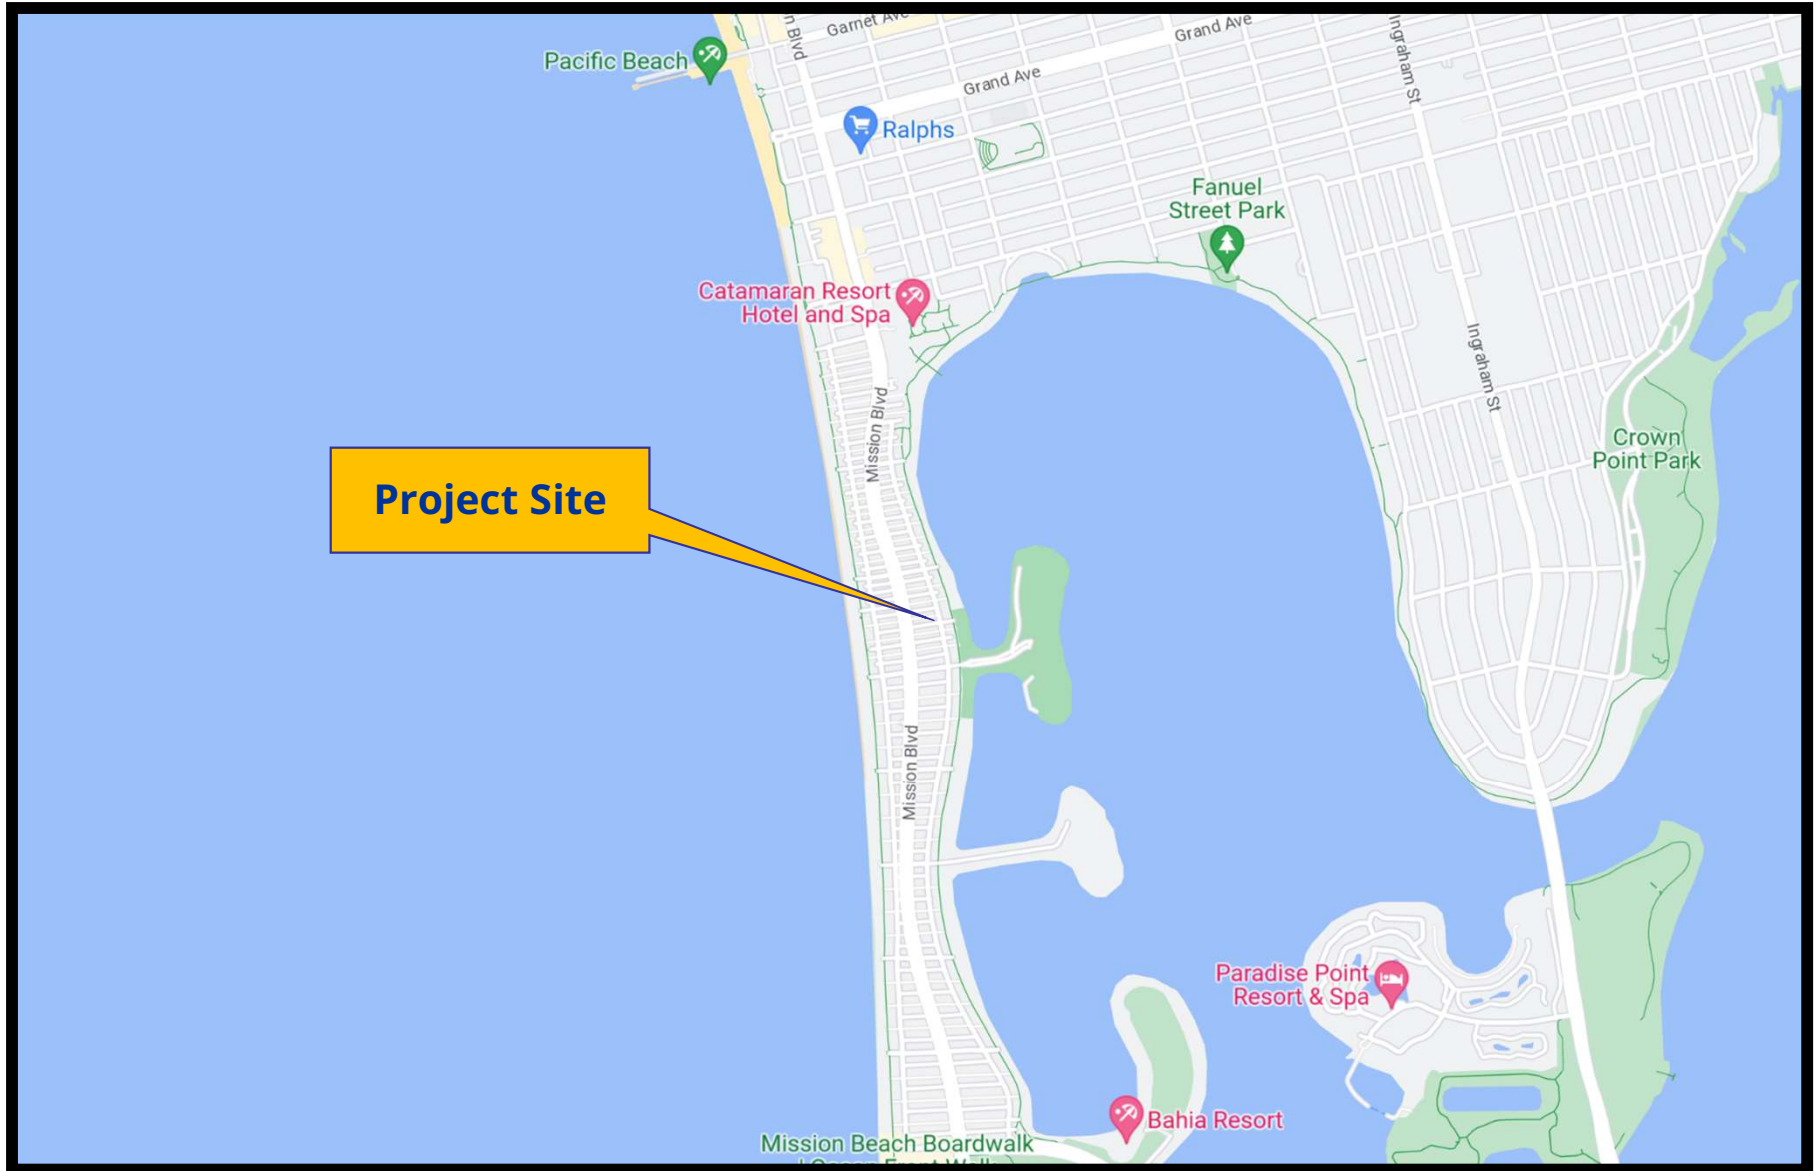 n Blvd
Garnet Ave
Grand Ave
Ingraham St
Pacific Beach
Grand Ave
Ralphs
Fanuel
Street Park
Catamaran Resort
Hotel and Spa
Ingraham St
Mission Blvd
Crown
Point Park
Project Site
Mission Blvd
Paradise Point
Resort & Spa
Bahia Resort
Mission Beach Boardwalk